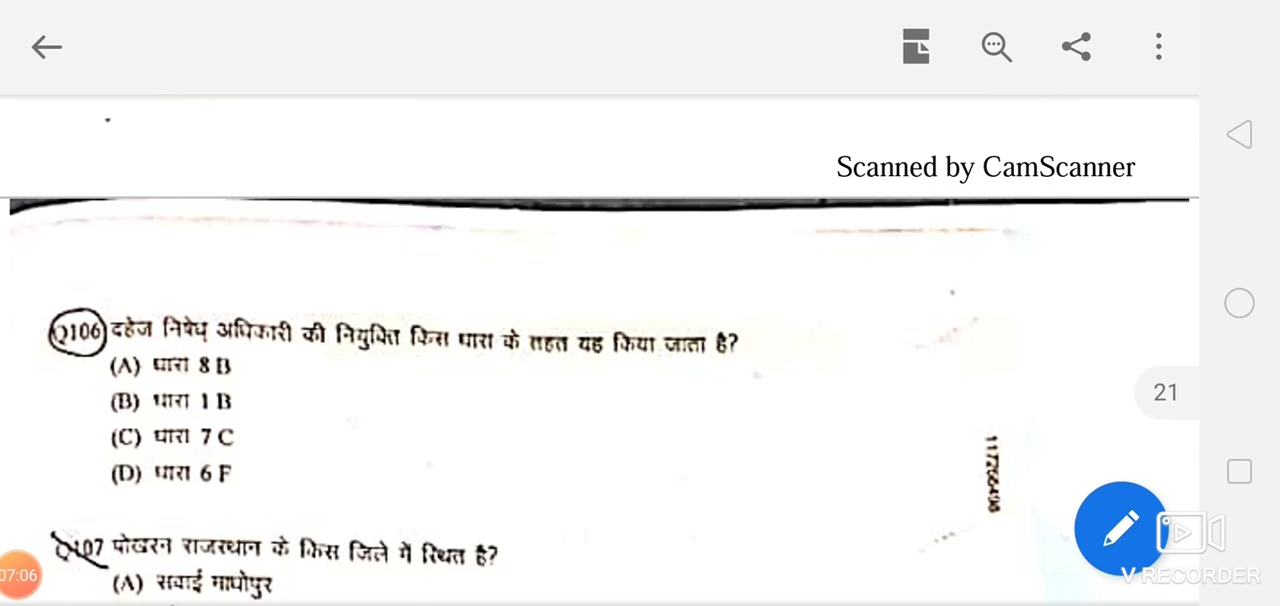 Scanned by CamScanner
Q106 दहेज निषेध अधिकारी की नियुक्ति किस धारा के तहत यह किया जाता है?
(A) धारा 8 B
(B) धारा 1 B
(C) धारा 7 C
(D) धारा 6 F
21
117266498
Q107 पोखरन राजस्थान के किस जिले में स्थित है?
(A) सवाई माधोपुर
07:06
V RECORDER